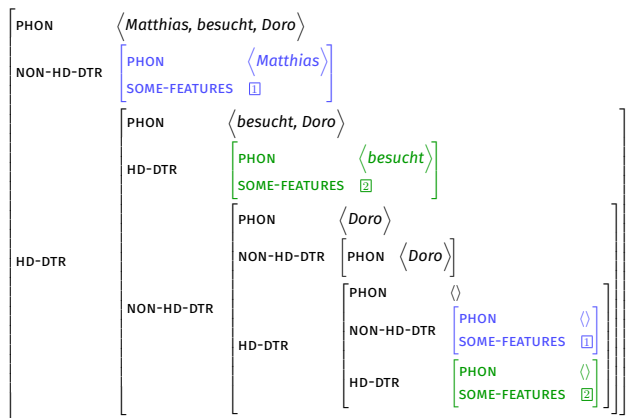 PHON ⟨Matthias, besucht, Doro⟩
NON-HD-DTR PHON ⟨Matthias⟩
SOME-FEATURES 1
HD-DTR PHON ⟨besucht, Doro⟩
HD-DTR PHON ⟨besucht⟩
SOME-FEATURES 2
NON-HD-DTR PHON ⟨Doro⟩
NON-HD-DTR PHON ⟨Doro⟩
HD-DTR PHON ⟨⟩
NON-HD-DTR PHON ⟨⟩
SOME-FEATURES 1
HD-DTR PHON ⟨⟩
SOME-FEATURES 2